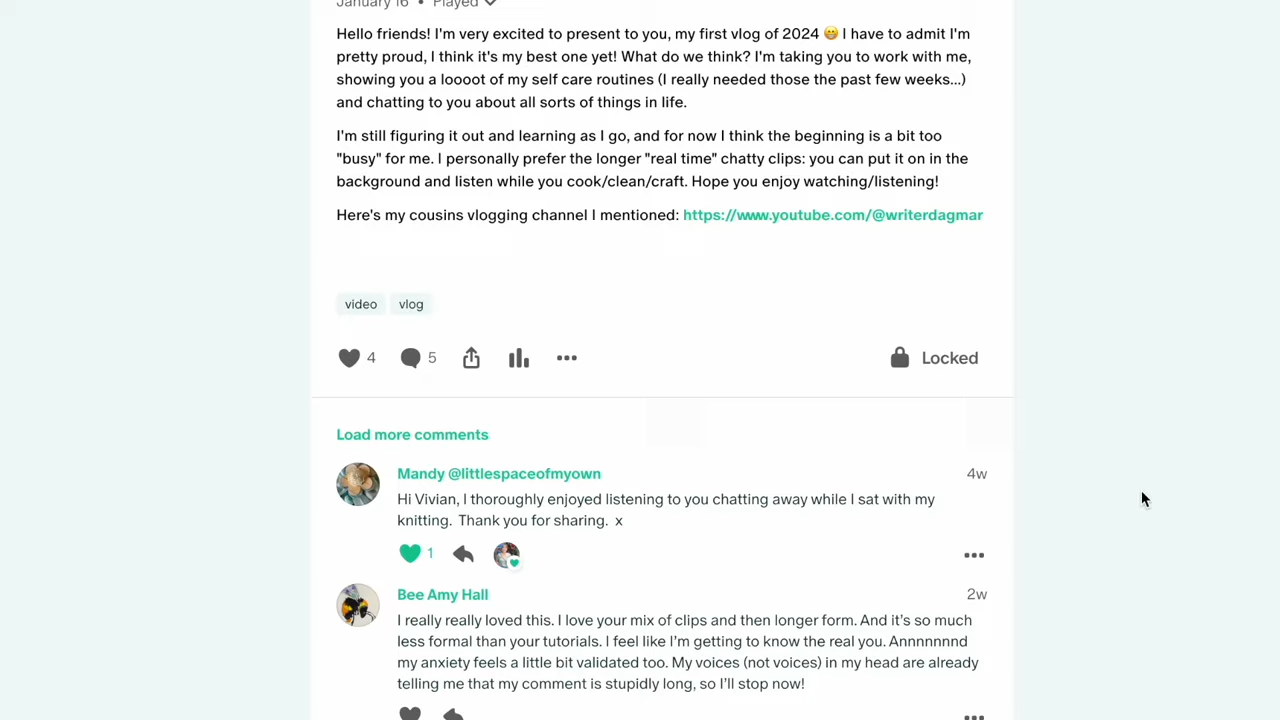 January 16 • Played
Hello friends! I'm very excited to present to you, my first vlog of 2024 😁 I have to admit I'm
pretty proud, I think it's my best one yet! What do we think? I'm taking you to work with me,
showing you a loooot of my self care routines (I really needed those the past few weeks...)
and chatting to you about all sorts of things in life.
I'm still figuring it out and learning as I go, and for now I think the beginning is a bit too
"busy" for me. I personally prefer the longer "real time" chatty clips: you can put it on in the
background and listen while you cook/clean/craft. Hope you enjoy watching/listening!
Here's my cousins vlogging channel I mentioned: https://www.youtube.com/@writerdagmar
video vlog
4 5 Locked
Load more comments
Mandy @littlespaceofmyown 4w
Hi Vivian, I thoroughly enjoyed listening to you chatting away while I sat with my
knitting. Thank you for sharing. x
1
Bee Amy Hall 2w
I really really loved this. I love your mix of clips and then longer form. And it's so much
less formal than your tutorials. I feel like I'm getting to know the real you. Annnnnnnd
my anxiety feels a little bit validated too. My voices (not voices) in my head are already
telling me that my comment is stupidly long, so I'll stop now!